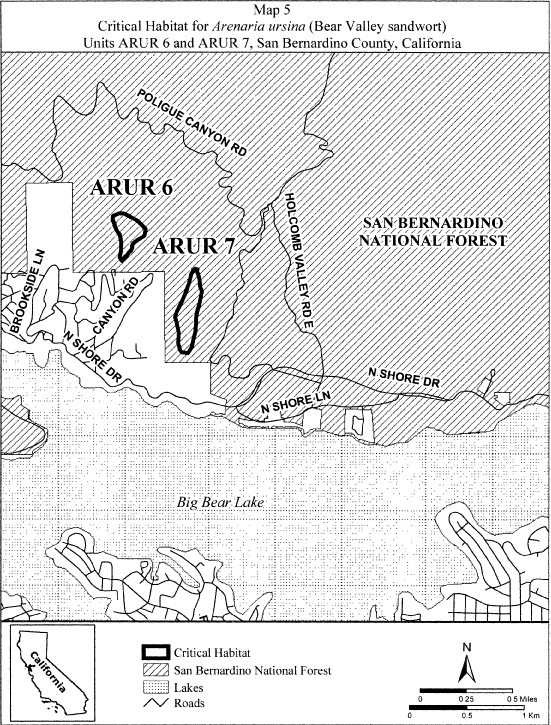 Map 5
Critical Habitat for Arenaria ursina (Bear Valley sandwort)
Units ARUR 6 and ARUR 7, San Bernardino County, California
POLIGUE CANYON RD
ARUR 6
HOLCOMB VALLEY RD E
SAN BERNARDINO
NATIONAL FOREST
ARUR 7
BROOKSIDE LN
CANYON RD
N SHORE DR
N SHORE DR
N SHORE LN
Big Bear Lake
California
Critical Habitat
San Bernardino National Forest
Lakes
Roads
N
0 0.25 0.5 Miles
0 0.5 1 Km